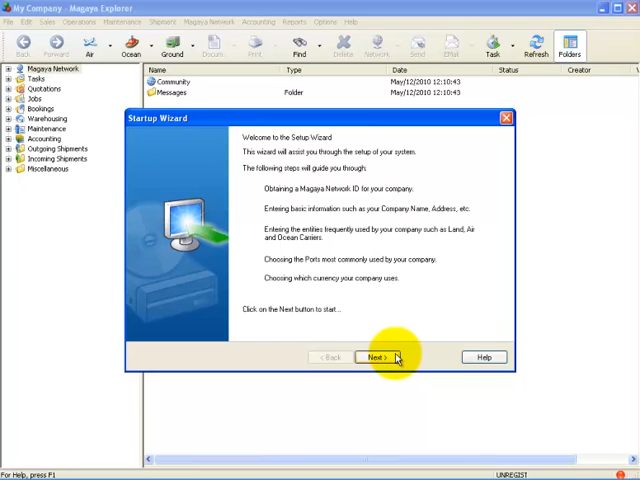 My Company - Magaya Explorer
File Edit Sales Operations Maintenance Shipment Magaya Network Accounting Reports Options Help
Back Forward Air Ocean Ground Docum... Print... Find Delete Network... Send EMail Task Refresh Folders
Magaya Network
Tasks
Quotations
Jobs
Bookings
Warehousing
Maintenance
Accounting
Outgoing Shipments
Incoming Shipments
Miscellaneous
Name Type Date Status Creator
Community May/12/2010 12:10:43
Messages Folder May/12/2010 12:10:43
Startup Wizard
Welcome to the Setup Wizard
This wizard will assist you through the setup of your system.
The following steps will guide you through:
Obtaining a Magaya Network ID for your company.
Entering basic information such as your Company Name, Address, etc.
Entering the entities frequently used by your company such as Land, Air
and Ocean Carriers.
Choosing the Ports most commonly used by your company.
Choosing which currency your company uses.
Click on the Next button to start...
< Back Next > Help
For Help, press F1 UNREGIST